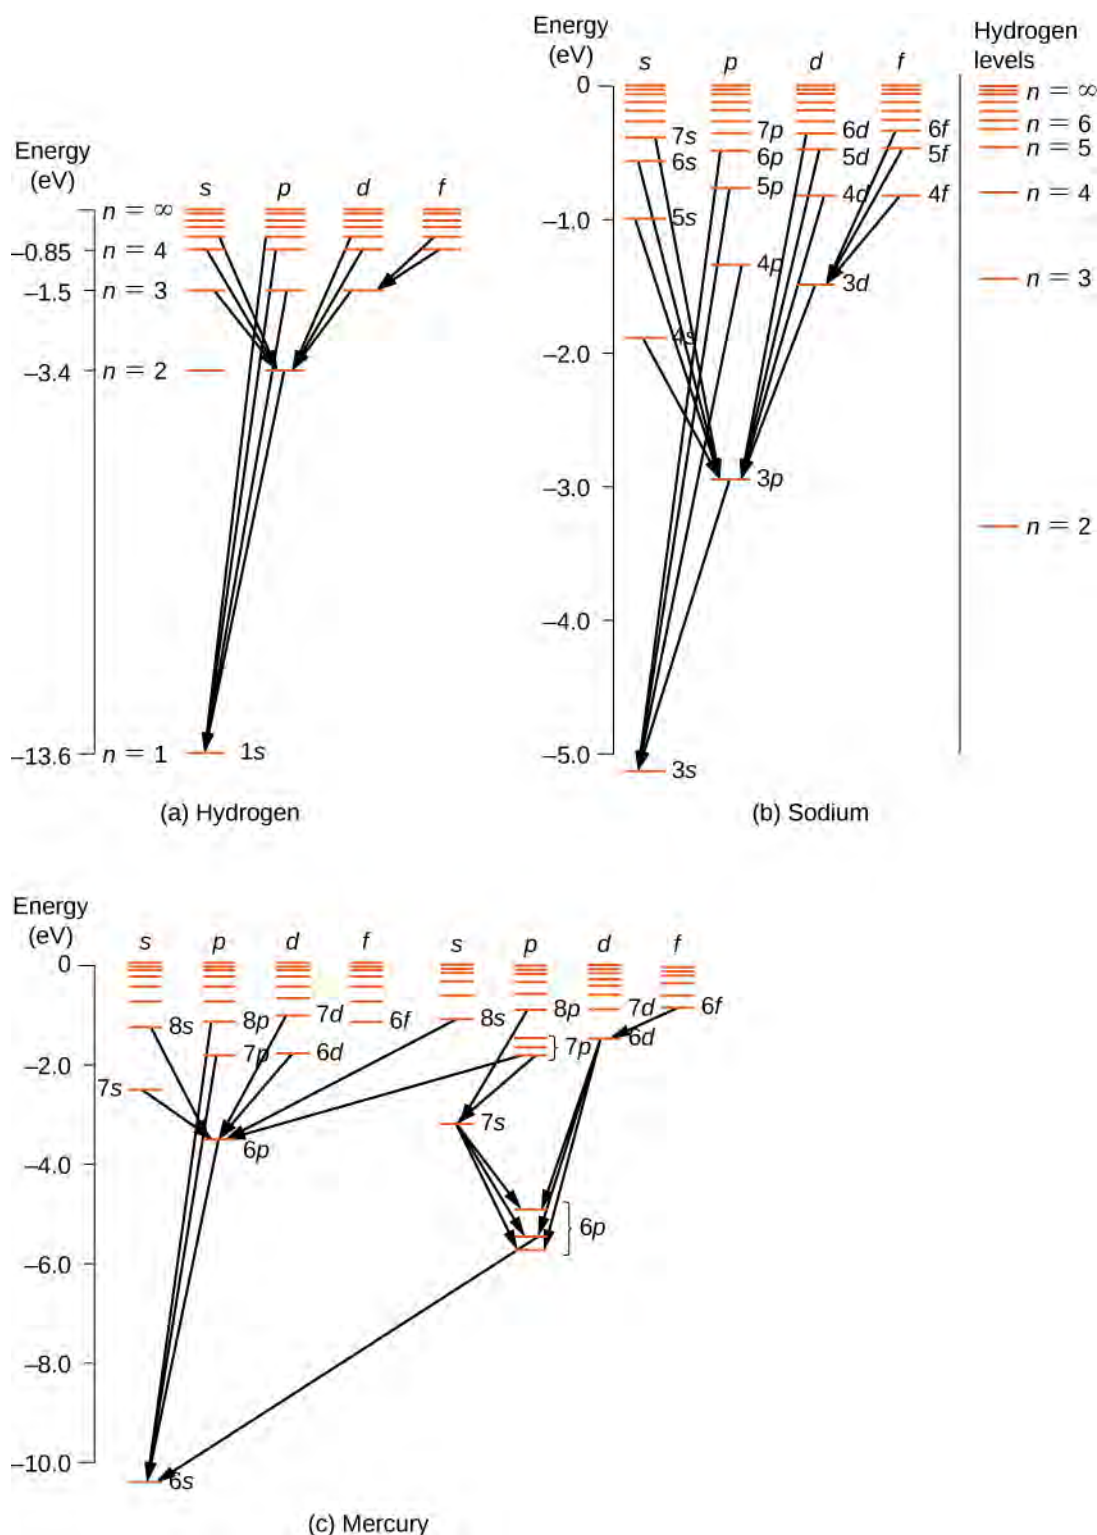 Energy
(eV)
s p d f
n = ∞
–0.85 n = 4
–1.5 n = 3
–3.4 n = 2
–13.6 n = 1 1s
(a) Hydrogen
Energy
(eV)
s p d f
Hydrogen
levels
0 n = ∞
7s 7p 6d 6f n = 6
6s 6p 5d 5f n = 5
5p 4d 4f n = 4
–1.0 5s
4p 3d n = 3
–2.0 4s
–3.0 3p
n = 2
–4.0
–5.0
3s
(b) Sodium
Energy
(eV)
s p d f s p d f
0
8s 8p 7d 6f 8s 8p 7d 6f
–2.0 7p 6d 7p 6d
7s 7s
–4.0 6p
6p
–6.0
–8.0
–10.0
6s
(c) Mercury